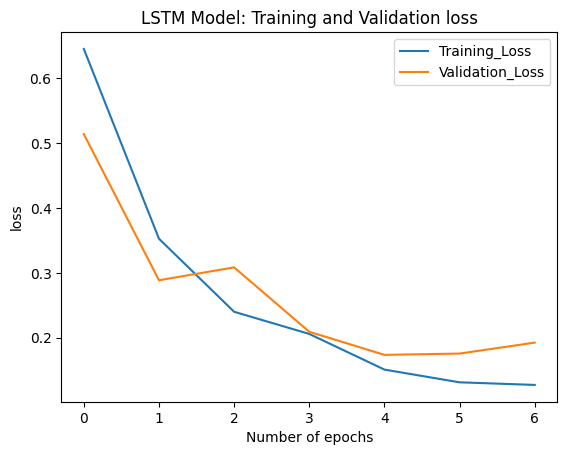 LSTM Model: Training and Validation loss
Training_Loss
Validation_Loss
0.6
0.5
0.4
0.3
0.2
loss
0 1 2 3 4 5 6
Number of epochs